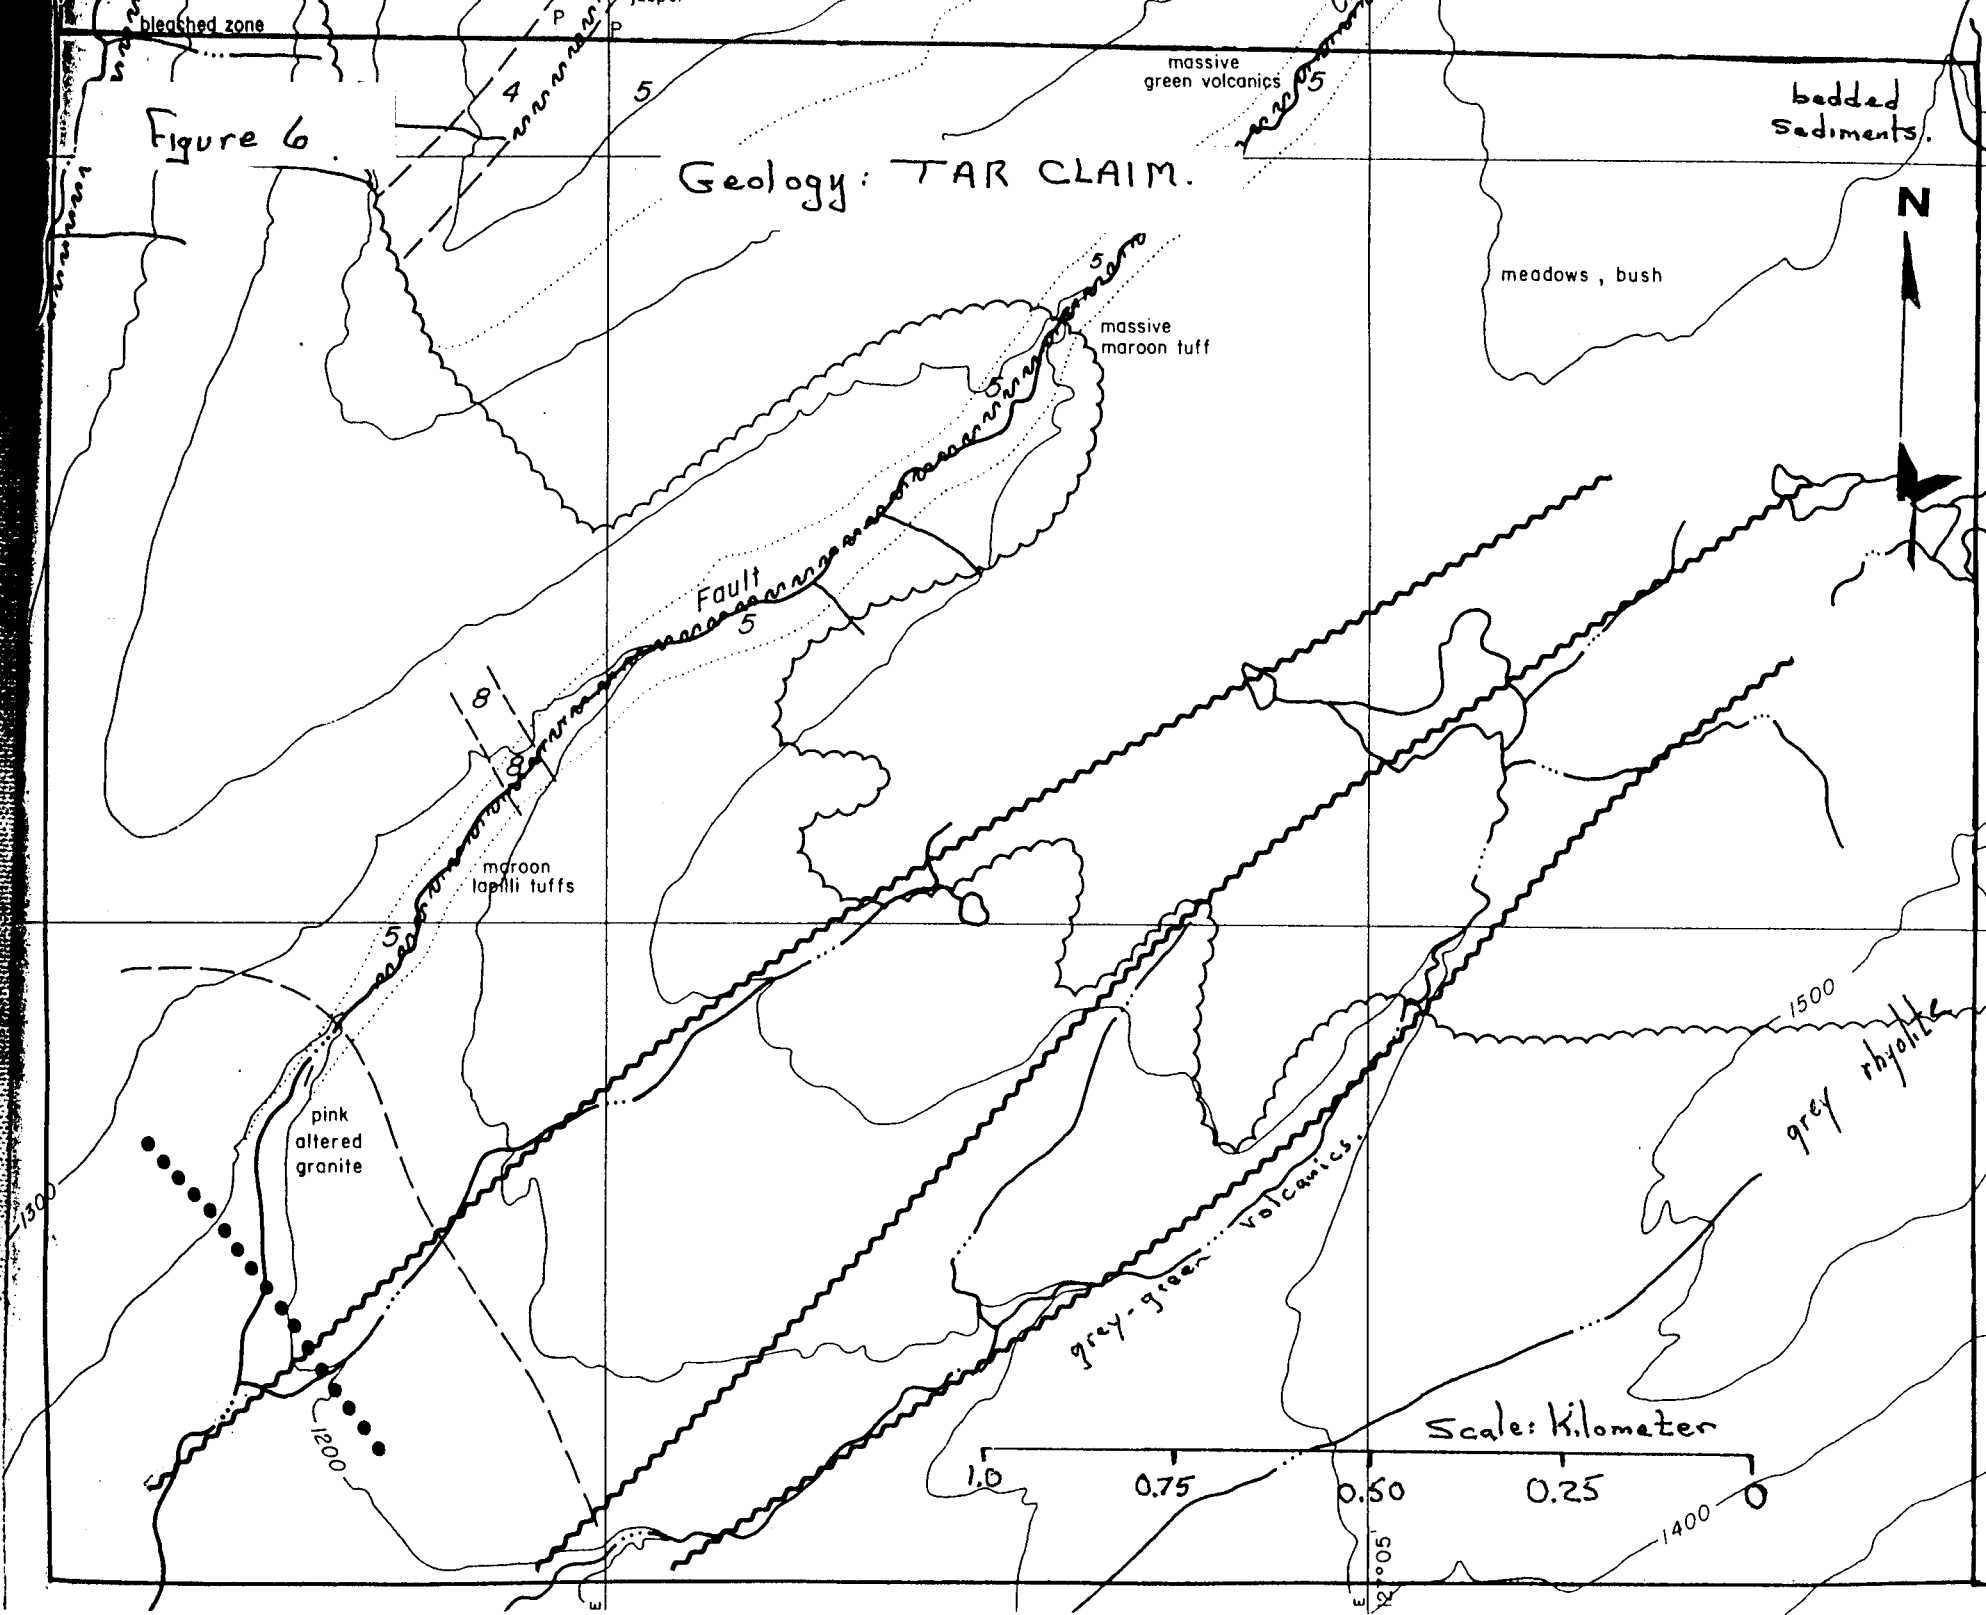 bleached zone
P
P
4
5
massive
green volcanics
5
bedded
Sediments.
Figure 6.
Geology: TAR CLAIM.
N
5
meadows, bush
massive
maroon tuff
5
Fault
5
8
8
maroon
lapilli tuffs
5
1500
grey rhyolite
pink
altered
granite
1300
grey-green volcanics.
1200
Scale: Kilometer
1.0 0.75 0.50 0.25 0
1400
E
E
127°05'